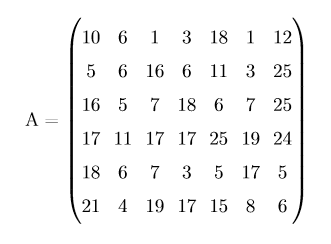 10 6 1 3 18 1 12
5 6 16 6 11 3 25
16 5 7 18 6 7 25
A = 17 11 17 17 25 19 24
18 6 7 3 5 17 5
21 4 19 17 15 8 6